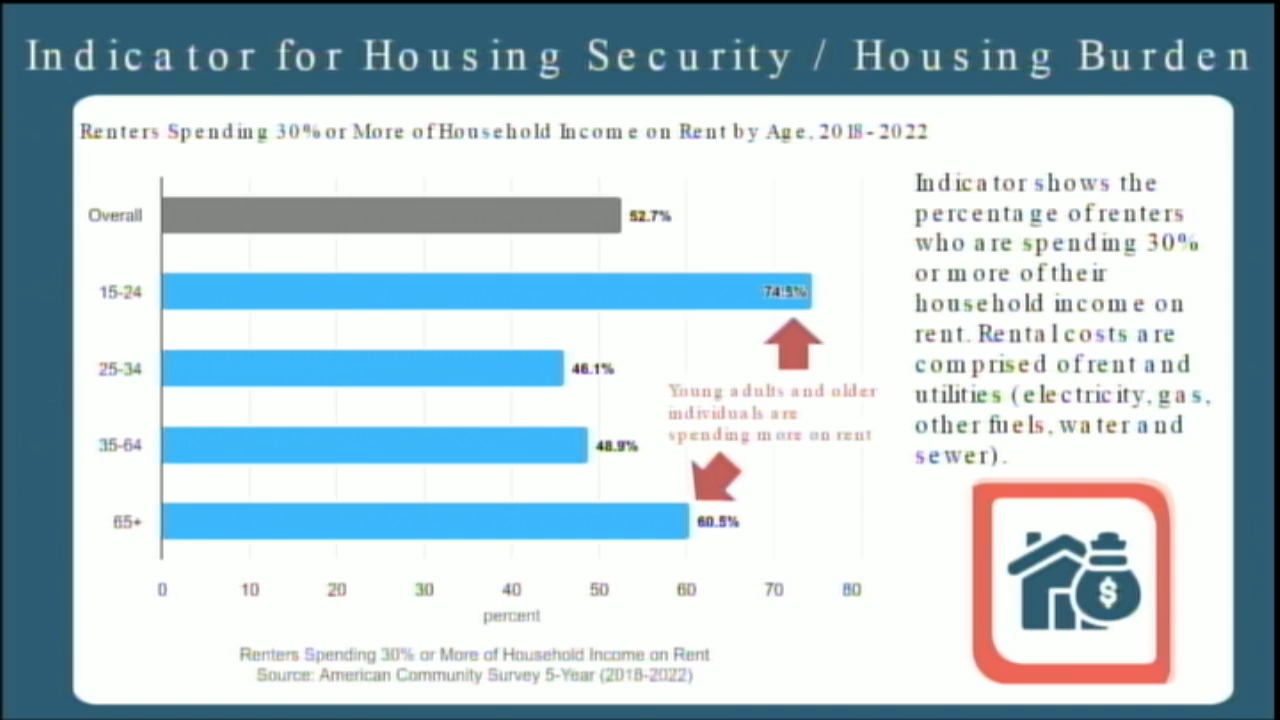 Indicator for Housing Security / Housing Burden
Renters Spending 30% or More of Household Income on Rent by Age, 2018-2022
Overall
52.7%
15-24
74.5%
25-34
46.1%
35-64
48.9%
65+
60.5%
Young adults and older
individuals are
spending more on rent
0 10 20 30 40 50 60 70 80
percent
Renters Spending 30% or More of Household Income on Rent
Source: American Community Survey 5-Year (2018-2022)
Indicator shows the
percentage of renters
who are spending 30%
or more of their
household income on
rent. Rental costs are
comprised of rent and
utilities (electricity, gas,
other fuels, water and
sewer).
$